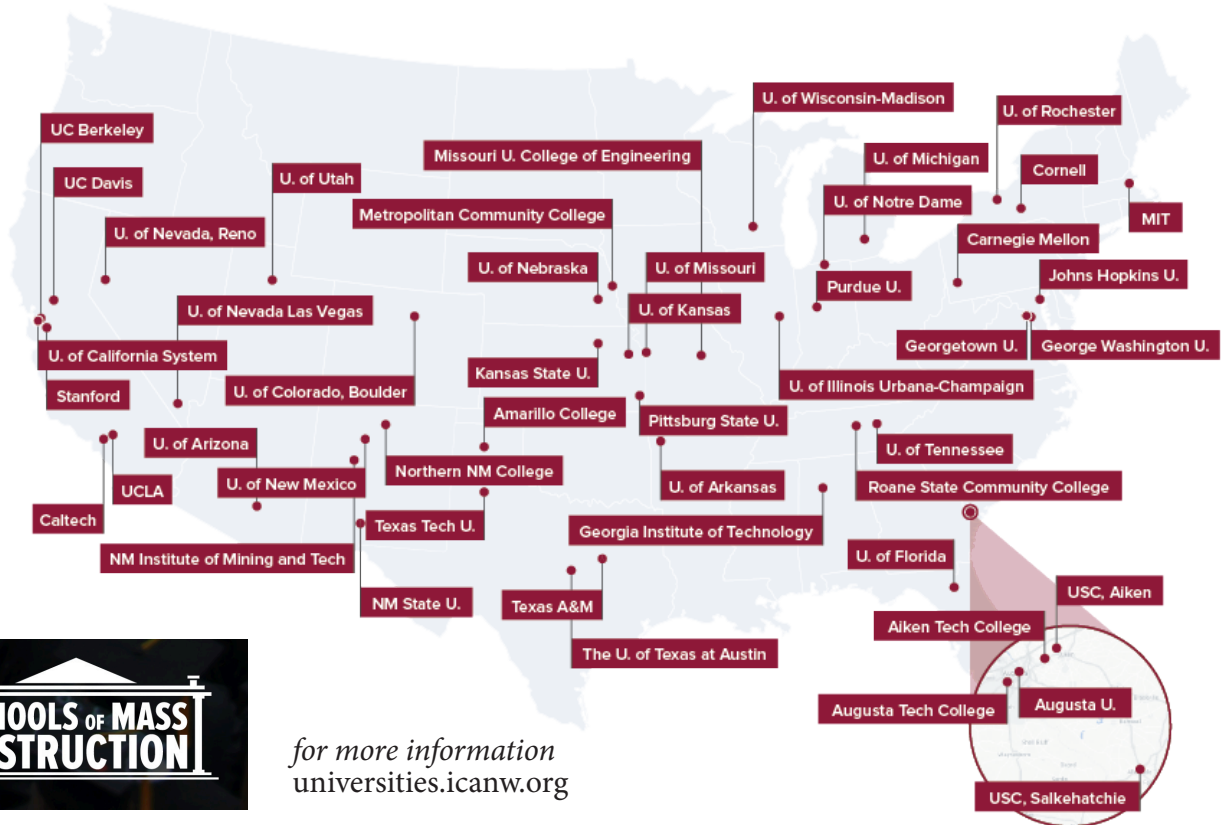 U. of Wisconsin-Madison
U. of Rochester
UC Berkeley
Missouri U. College of Engineering
U. of Michigan
Cornell
UC Davis
U. of Utah
U. of Notre Dame
Metropolitan Community College
MIT
U. of Nevada, Reno
Carnegie Mellon
U. of Nebraska
U. of Missouri
Johns Hopkins U.
Purdue U.
U. of Nevada Las Vegas
U. of Kansas
Georgetown U.
George Washington U.
U. of California System
Kansas State U.
U. of Illinois Urbana-Champaign
U. of Colorado, Boulder
Stanford
Amarillo College
Pittsburg State U.
U. of Arizona
U. of Tennessee
Northern NM College
U. of New Mexico
UCLA
U. of Arkansas
Roane State Community College
Caltech
Texas Tech U.
Georgia Institute of Technology
NM Institute of Mining and Tech
U. of Florida
USC, Aiken
NM State U.
Texas A&M
Aiken Tech College
The U. of Texas at Austin
Augusta U.
Augusta Tech College
USC, Salkehatchie
HOOLS OF MASS
STRUCTION
for more information
universities.icanw.org